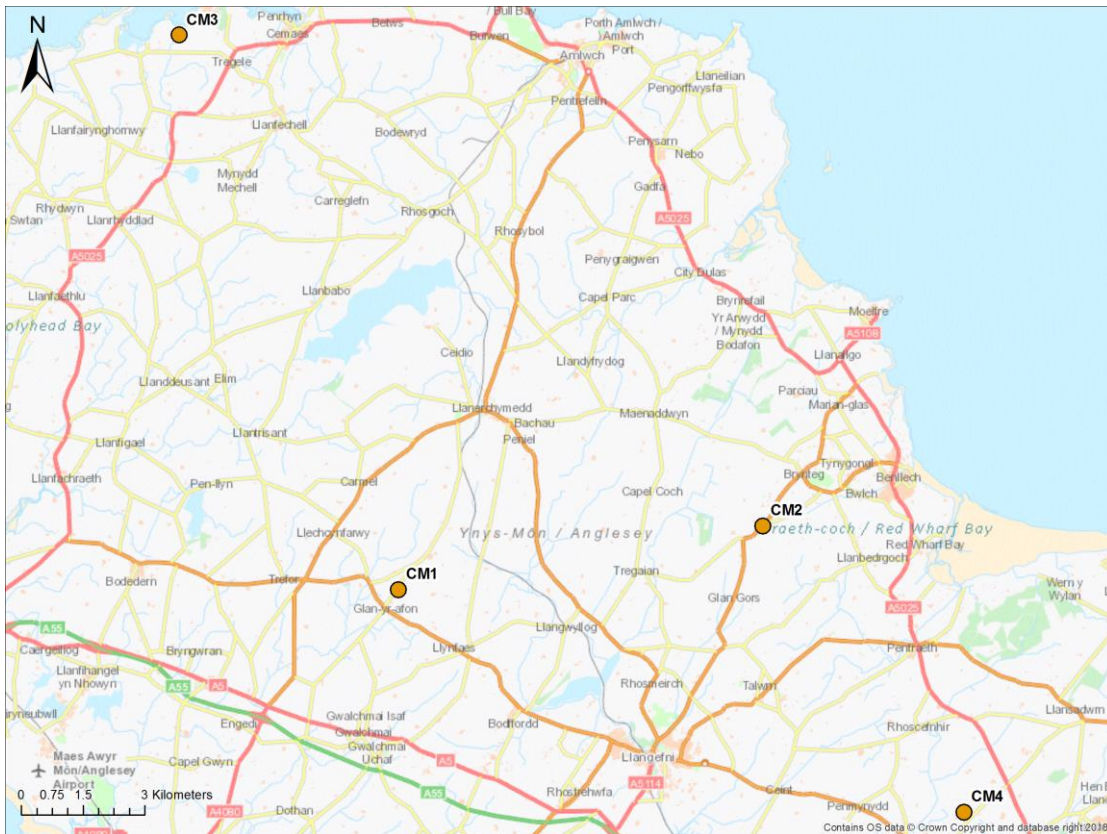 / Bull Bay
CM3
Penrhyn
Cemaes
Betws
Burwen
Porth Amlwch /
Amlwch
Port
N
Tregele
Amlwch
Llaneilian
Pengorffwysfa
Pentrefelin
Llanfairynghornwy
Llanfechell
Bodewryd
Penysarn
Nebo
Mynydd
Mechell
Carreglefn
Rhosgoch
Gadfa
Rhydwyn
Swtan
Llanrhyddlad
A5025
Rhosybol
A5025
Penygraigwen
City Dulas
Llanfaethlu
Llanbabo
Capel Parc
Brynrefail
Moelfre
olyhead Bay
Yr Arwydd
/ Mynydd
Bodafon
A5108
Ceidio
Llandyfrydog
Llanallgo
Llanddeusant
Elim
Parciau
Marian-glas
Llanerchymedd
Maenaddwyn
Bachau
Llantrisant
Peniel
Llanfigael
Llanfachraeth
Pen-llyn
Carmel
Brynteg
Tynygongl
Benllech
Capel Coch
Bwlch
CM2
Llechcynfarwy
Ynys-Môn / Anglesey
raeth-coch / Red Wharf Bay
Red Wharf Bay
Llanbedrgoch
Bodedern
Trefor
CM1
Tregaian
Wern y
Wylan
Glan-yr-afon
Glan Gors
A5025
A55
Llangwyllog
Caergeiliog
Bryngwran
Llynfaes
Pentraeth
Llanfihangel
yn Nhowyn
A55
A5
Rhosmeirch
Talwrn
Llansadwrn
Engedi
Gwalchmai Isaf
Bodffordd
Rhoscefnhir
Gwalchmai
Gwalchmai
Uchaf
Maes Awyr
Môn/Anglesey
Airport
Capel Gwyn
A5
Llangefni
A55
A5114
Ceint
Hen B
0 0.75 1.5 3 Kilometers
A4080
Dothan
Rhostrehwfa
Penmynydd
CM4
Contains OS data © Crown Copyright and database right 2018